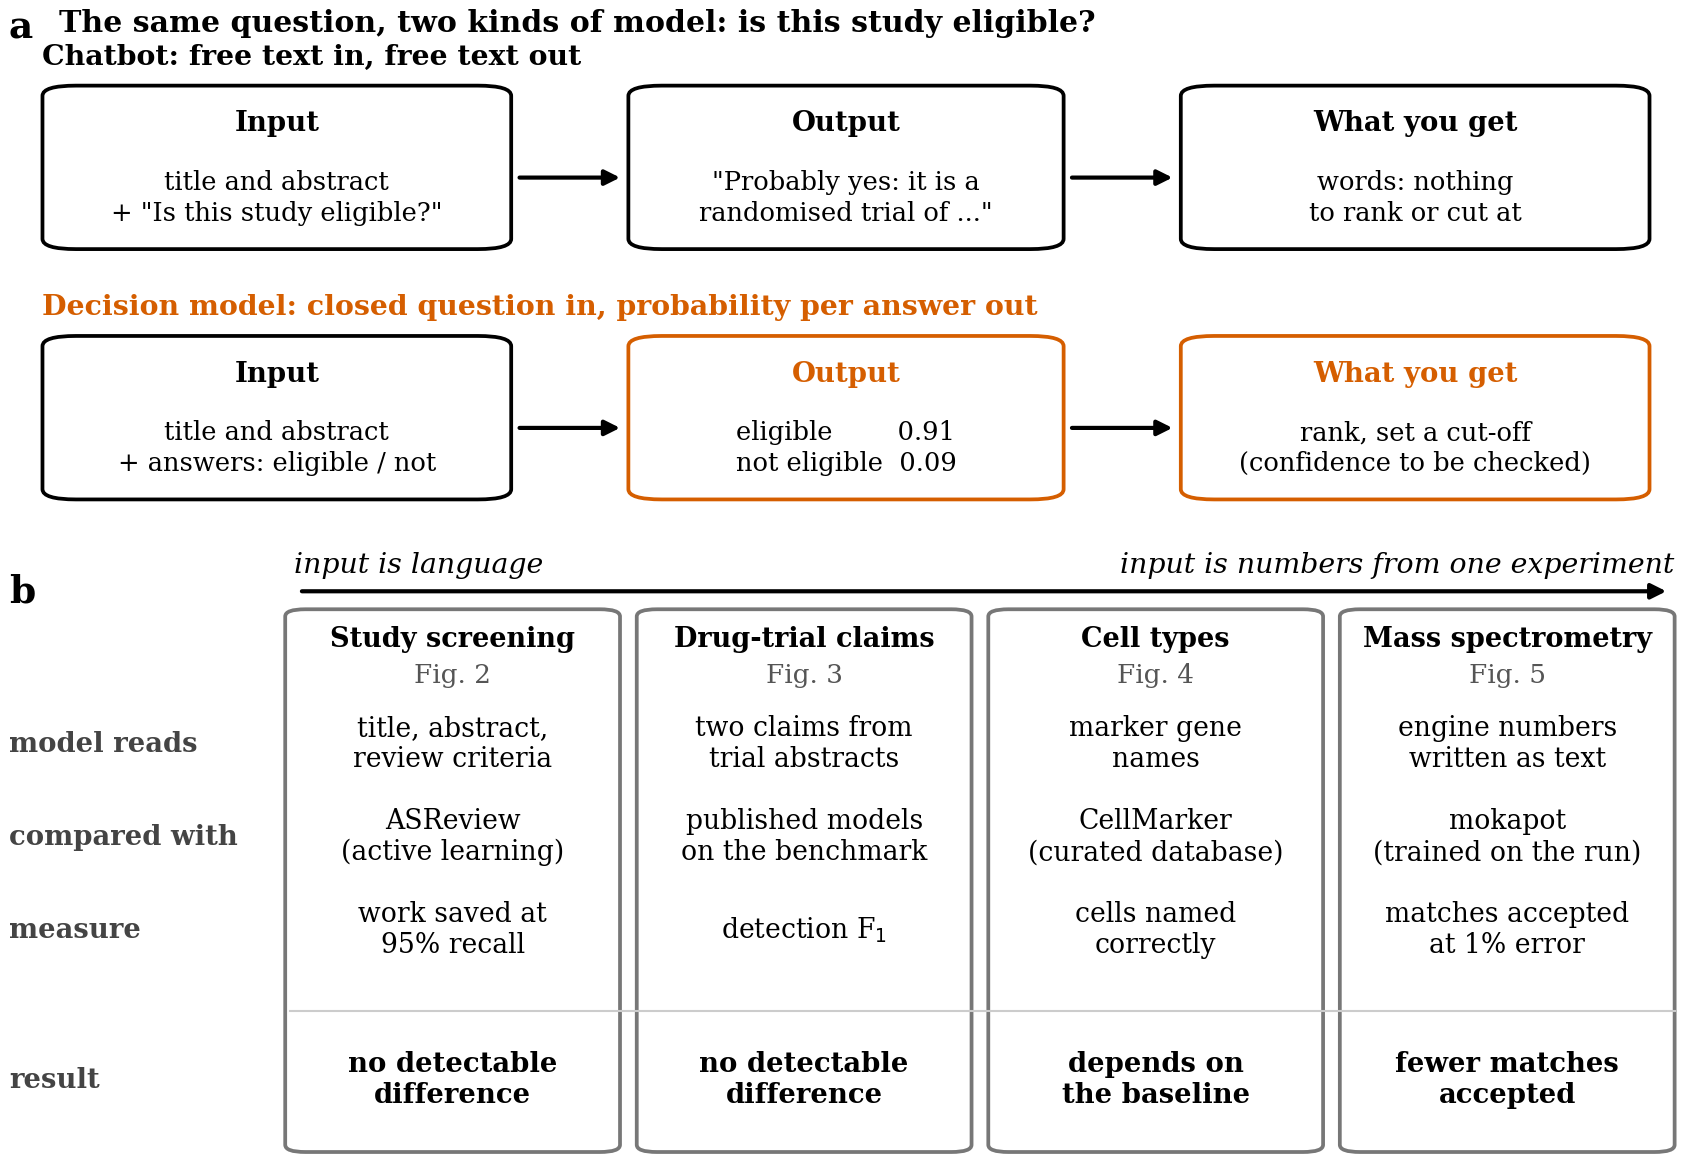 a The same question, two kinds of model: is this study eligible?
Chatbot: free text in, free text out
Input
title and abstract
+ "Is this study eligible?"
Output
"Probably yes: it is a
randomised trial of ..."
What you get
words: nothing
to rank or cut at
Decision model: closed question in, probability per answer out
Input
title and abstract
+ answers: eligible / not
Output
eligible 0.91
not eligible 0.09
What you get
rank, set a cut-off
(confidence to be checked)
b
input is language
input is numbers from one experiment
Study screening
Fig. 2
Drug-trial claims
Fig. 3
Cell types
Fig. 4
Mass spectrometry
Fig. 5
model reads
title, abstract,
review criteria
two claims from
trial abstracts
marker gene
names
engine numbers
written as text
compared with
ASReview
(active learning)
published models
on the benchmark
CellMarker
(curated database)
mokapot
(trained on the run)
measure
work saved at
95% recall
detection F₁
cells named
correctly
matches accepted
at 1% error
result
no detectable
difference
no detectable
difference
depends on
the baseline
fewer matches
accepted